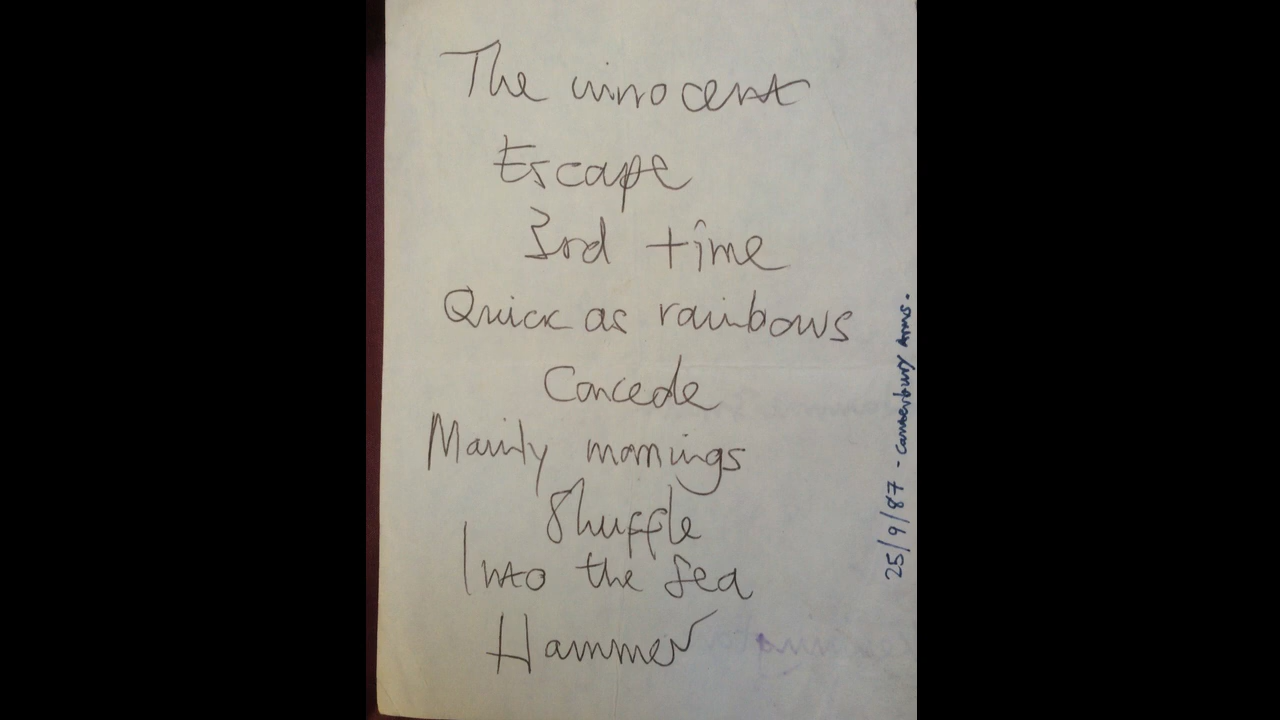 The innocent
Escape
3rd time
Quick as rainbows
Concede
Mainly mornings
Shuffle
Into the Sea
Hammer
25/9/87 - Canterbury Arms.